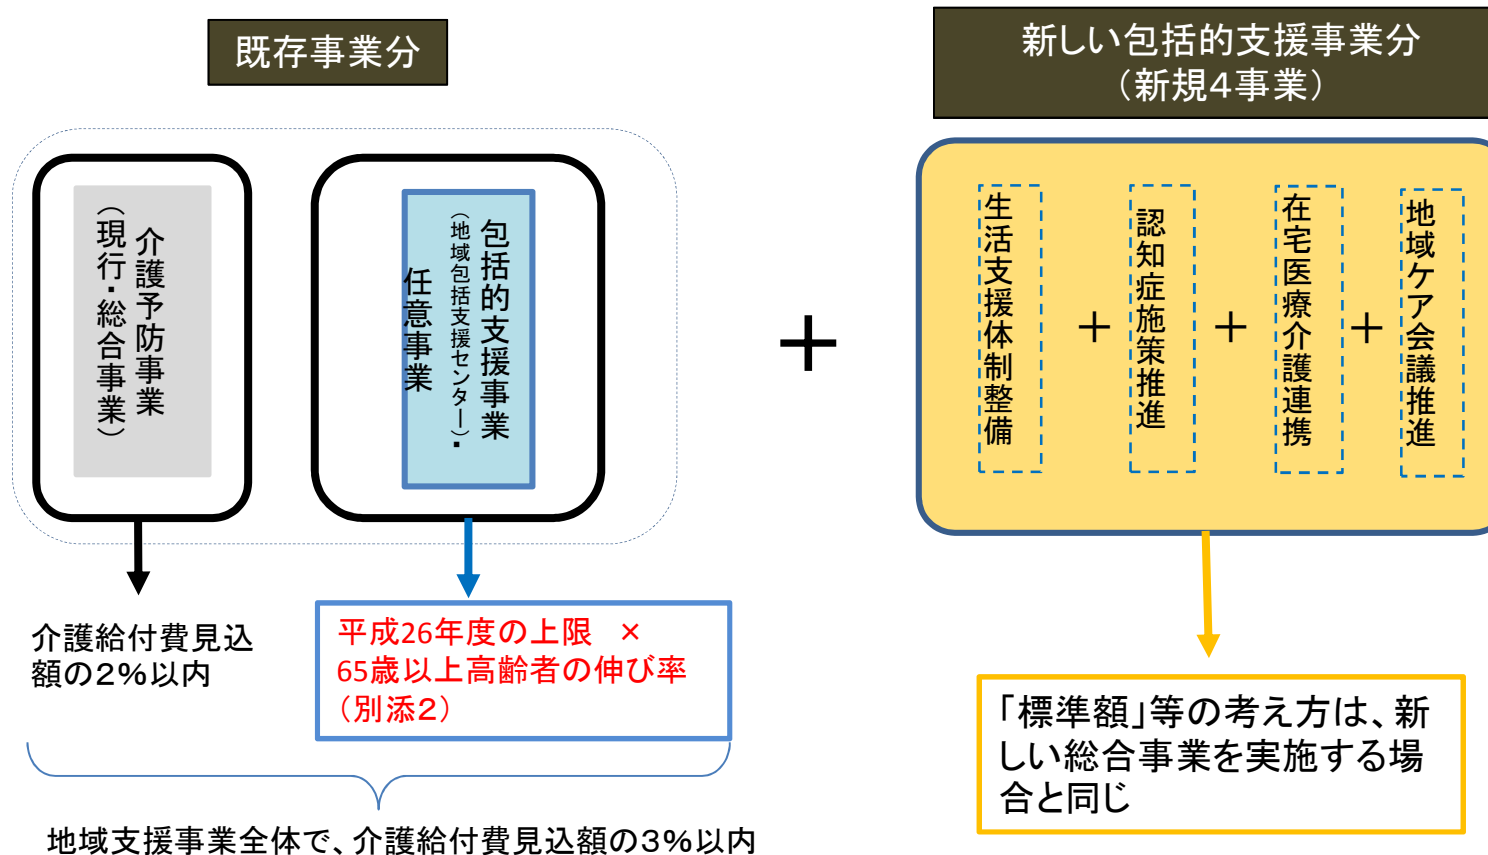 既存事業分
新しい包括的支援事業分
（新規４事業）
介護予防事業
（現行・総合事業）
包括的支援事業
（地域包括支援センター）・
任意事業
＋
生活支援体制整備
＋
認知症施策推進
＋
在宅医療介護連携
＋
地域ケア会議推進
介護給付費見込
額の２％以内
平成26年度の上限　×
65歳以上高齢者の伸び率
（別添２）
「標準額」等の考え方は、新
しい総合事業を実施する場
合と同じ
地域支援事業全体で、介護給付費見込額の３％以内